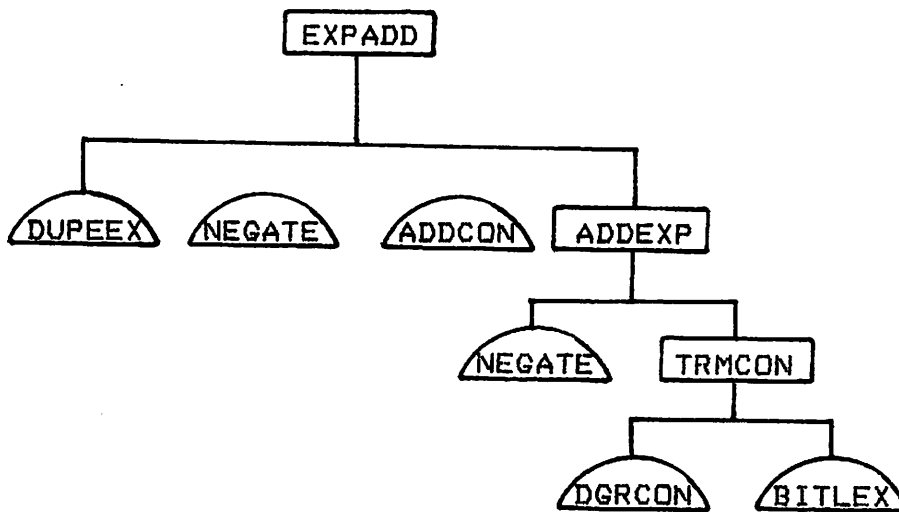 EXPADD
DUPEEX NEGATE ADDCON ADDEXP
NEGATE TRMCON
DGRCON BITLEX